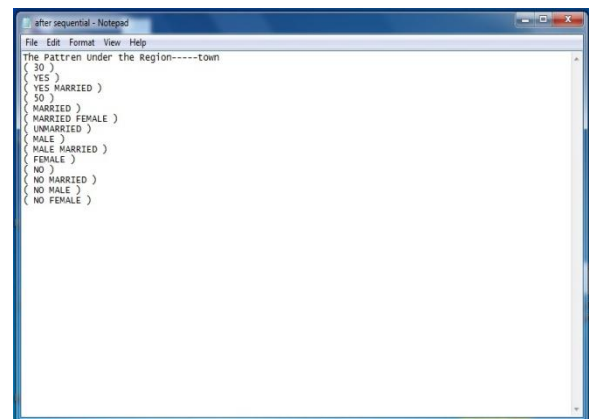 after sequential - Notepad
File Edit Format View Help
The Pattren Under the Region-----town
( 30 )
( YES )
( YES MARRIED )
( 50 )
( MARRIED )
( MARRIED FEMALE )
( UNMARRIED )
( MALE )
( MALE MARRIED )
( FEMALE )
( NO )
( NO MARRIED )
( NO MALE )
( NO FEMALE )